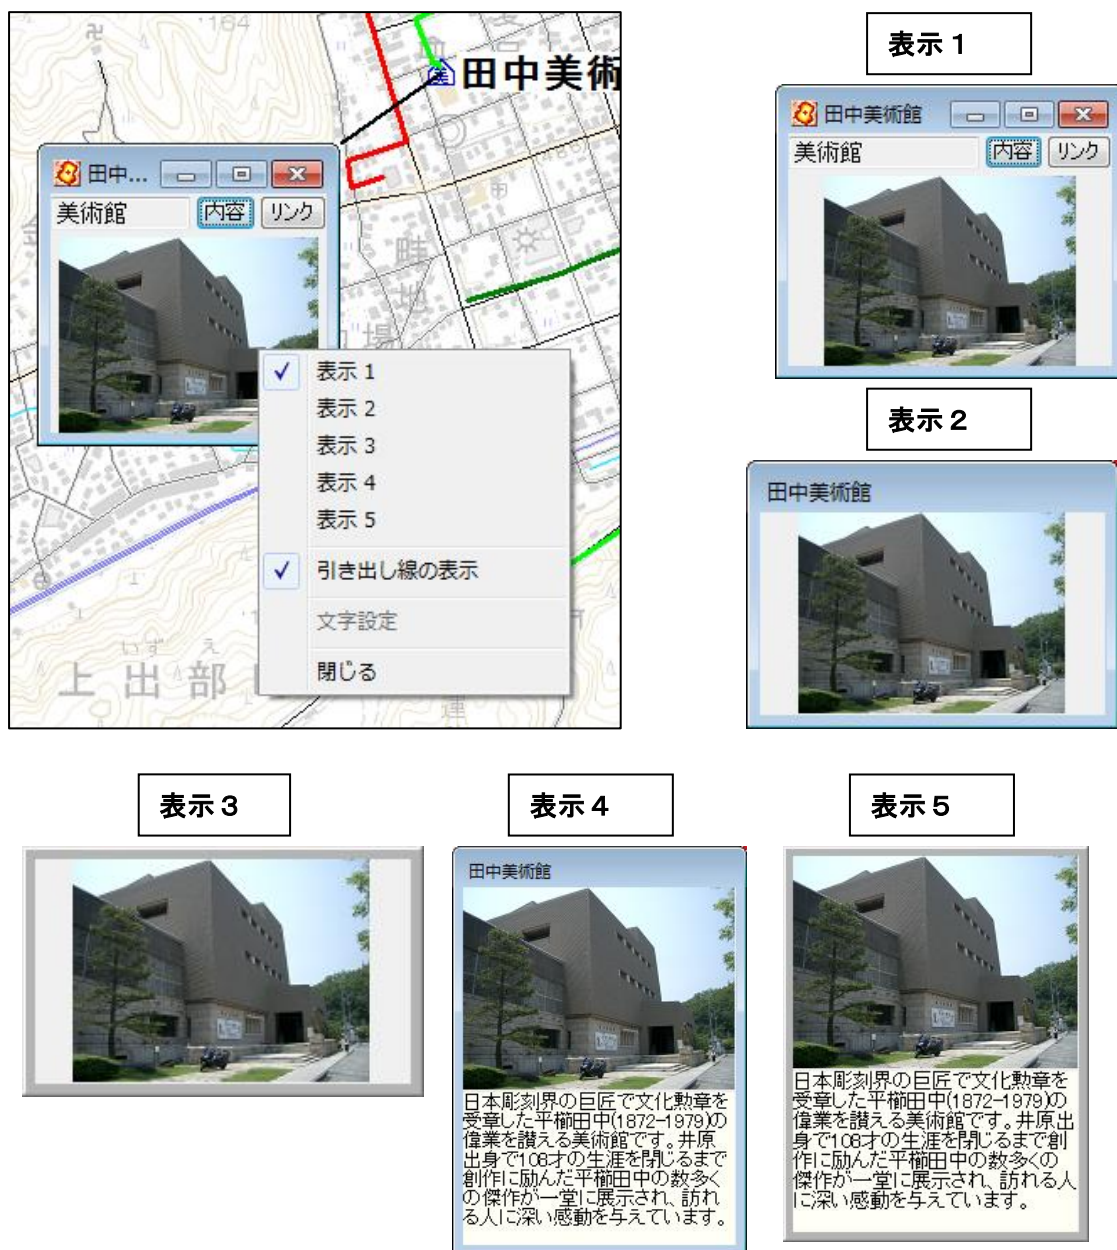 164
田中美術
田中...
美術館
内容
リンク
表示 1
表示 2
表示 3
表示 4
表示 5
引き出し線の表示
文字設定
閉じる
いずえ
上出部
表示１
田中美術館
美術館
内容
リンク
表示２
田中美術館
表示３
表示４
田中美術館
日本彫刻界の巨匠で文化勲章を
受章した平櫛田中(1872-1979)の
偉業を讃える美術館です。井原
出身で108才の生涯を閉じるまで
創作に励んだ平櫛田中の数多く
の傑作が一堂に展示され、訪れ
る人に深い感動を与えています。
表示５
日本彫刻界の巨匠で文化勲章を
受章した平櫛田中(1872-1979)の
偉業を讃える美術館です。井原出
身で108才の生涯を閉じるまで創
作に励んだ平櫛田中の数多くの
傑作が一堂に展示され、訪れる人
に深い感動を与えています。